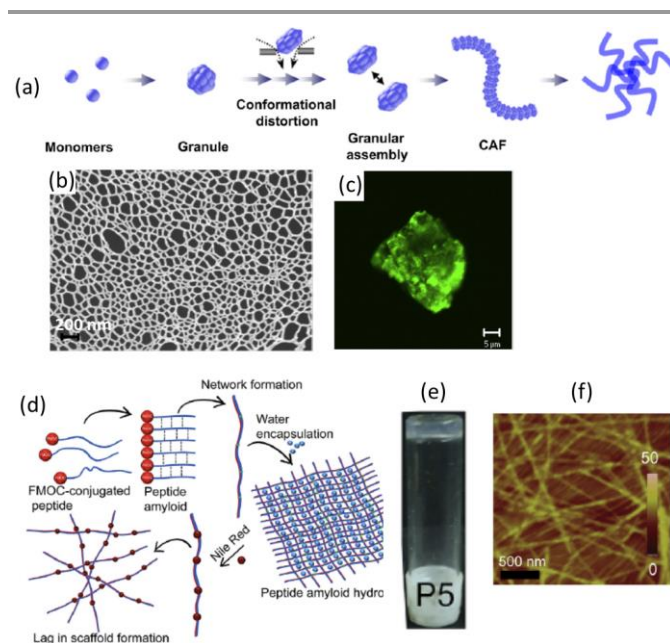 (a)
Monomers
Granule
Conformational
distortion
Granular
assembly
CAF
(b)
200 nm
(c)
5 µm
(d)
Network formation
Water
encapsulation
FMOC-conjugated
peptide
Peptide
amyloid
Nile Red
Peptide amyloid hydro
Lag in scaffold formation
(e)
P5
(f)
50
0
500 nm